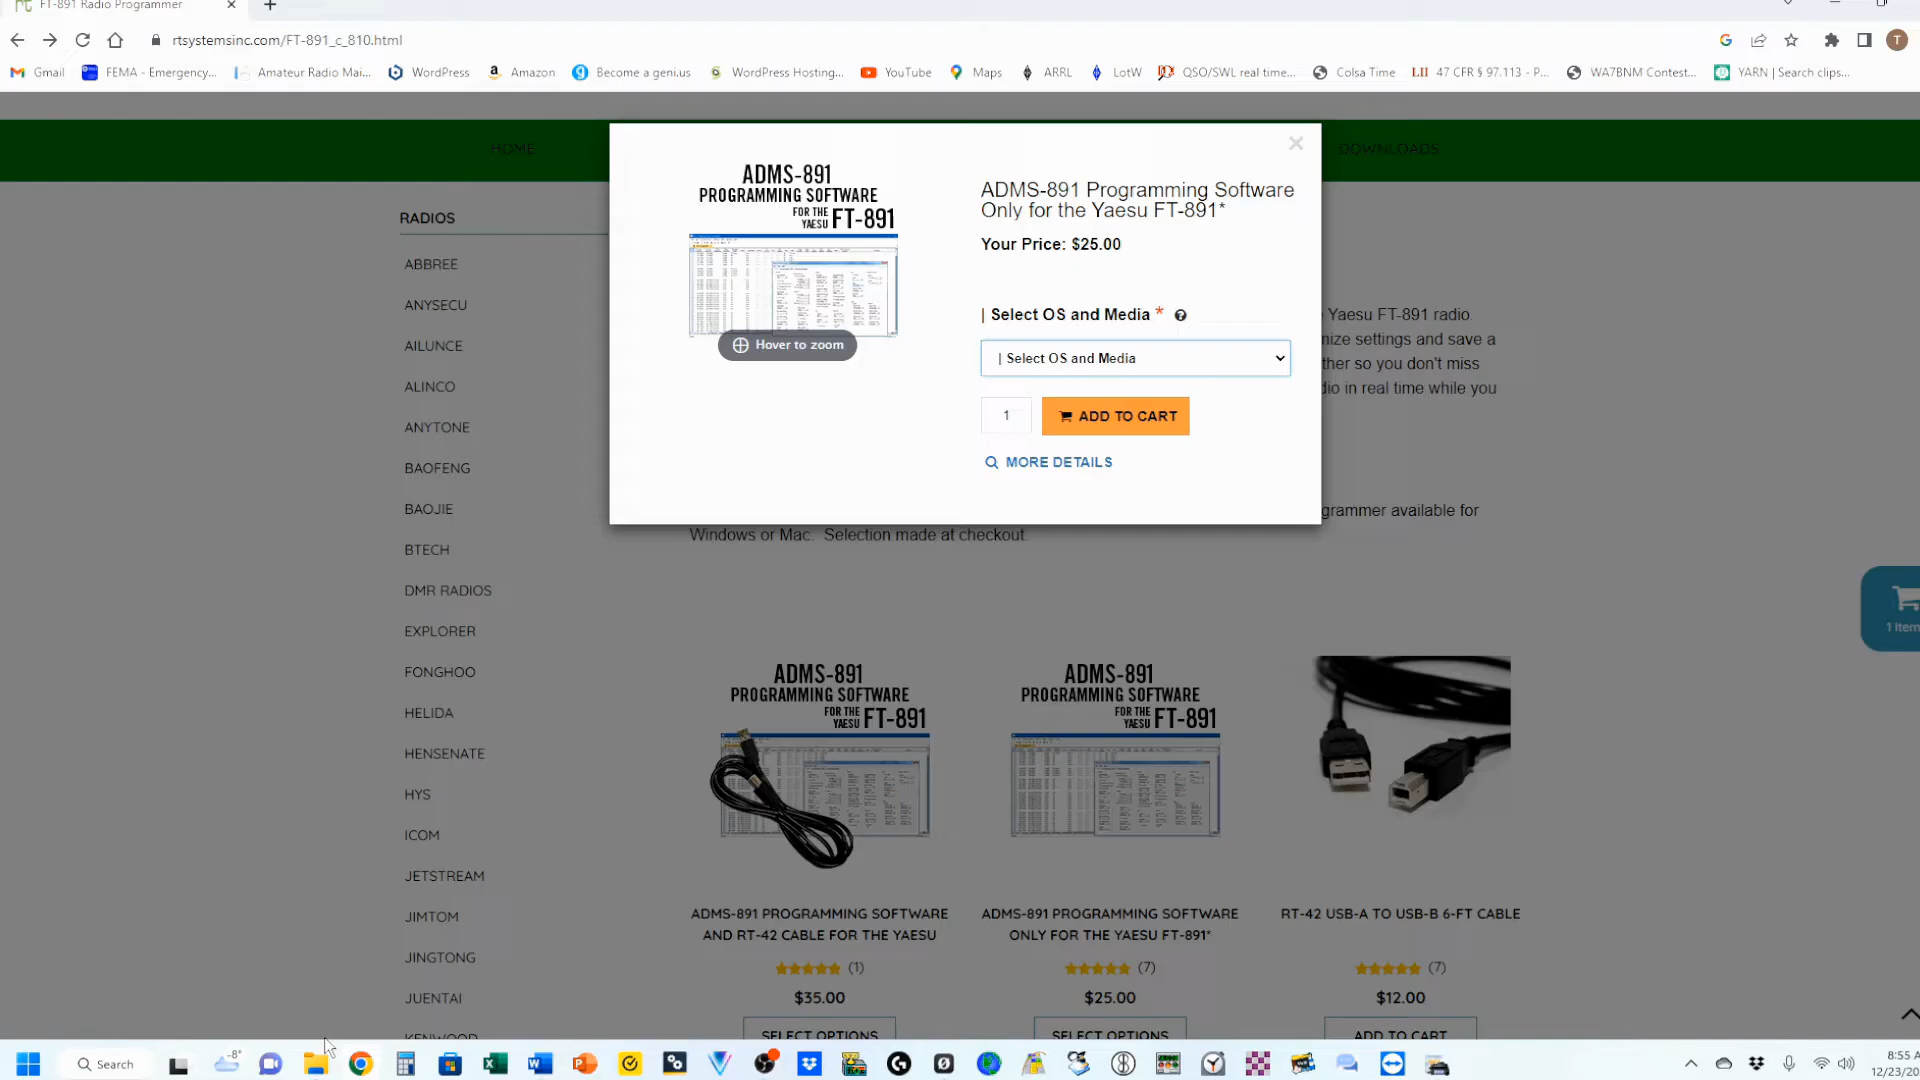 FT-891 Radio Programmer
rtsystemsinc.com/FT-891_c_810.html
T
Gmail
FEMA - Emergency...
Amateur Radio Mai...
WordPress
Amazon
Become a geni.us
WordPress Hosting...
YouTube
Maps
ARRL
LotW
QSO/SWL real time...
Colsa Time
LII 47 CFR § 97.113 - P...
WA7BNM Contest...
YARN | Search clips...
HOME
DOWNLOADS
RADIOS
ABBREE
ANYSECU
AILUNCE
ALINCO
ANYTONE
BAOFENG
BAOJIE
BTECH
DMR RADIOS
EXPLORER
FONGHOO
HELIDA
HENSENATE
HYS
ICOM
JETSTREAM
JIMTOM
JINGTONG
JUENTAI
KENWOOD
ADMS-891
PROGRAMMING SOFTWARE
FOR THE
YAESU FT-891
Hover to zoom
ADMS-891 Programming Software
Only for the Yaesu FT-891*
Your Price: $25.00
| Select OS and Media *
| Select OS and Media
1
ADD TO CART
MORE DETAILS
Yaesu FT-891 radio.
mize settings and save a
ther so you don't miss
dio in real time while you
grammer available for
Windows or Mac. Selection made at checkout.
1 Item
ADMS-891
PROGRAMMING SOFTWARE
FOR THE
YAESU FT-891
ADMS-891 PROGRAMMING SOFTWARE
AND RT-42 CABLE FOR THE YAESU
(1)
$35.00
SELECT OPTIONS
ADMS-891
PROGRAMMING SOFTWARE
FOR THE
YAESU FT-891
ADMS-891 PROGRAMMING SOFTWARE
ONLY FOR THE YAESU FT-891*
(7)
$25.00
SELECT OPTIONS
RT-42 USB-A TO USB-B 6-FT CABLE
(7)
$12.00
ADD TO CART
Search
-8°
8:55 A
12/23/20